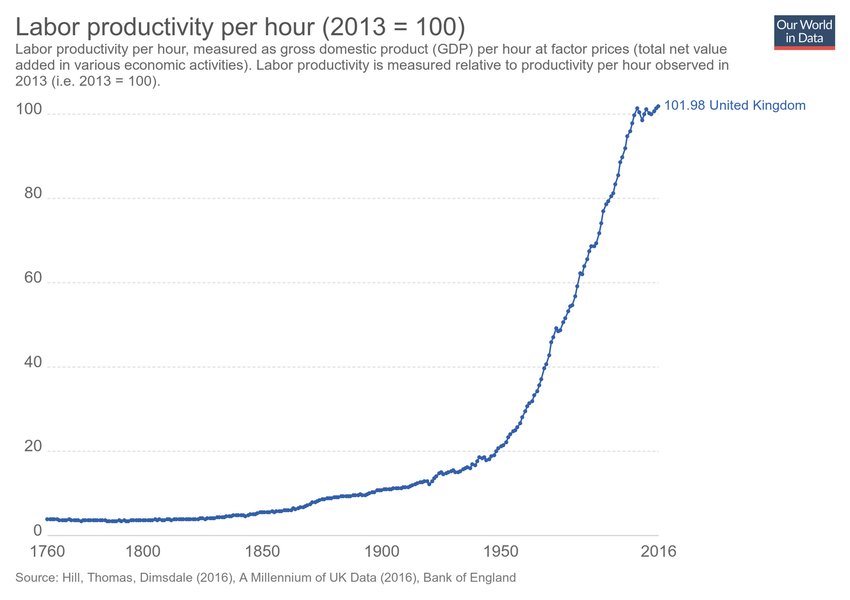 Labor productivity per hour (2013 = 100)
Our World
in Data
Labor productivity per hour, measured as gross domestic product (GDP) per hour at factor prices (total net value
added in various economic activities). Labor productivity is measured relative to productivity per hour observed in
2013 (i.e. 2013 = 100).
100
101.98 United Kingdom
80
60
40
20
0
1760 1800 1850 1900 1950 2016
Source: Hill, Thomas, Dimsdale (2016), A Millennium of UK Data (2016), Bank of England